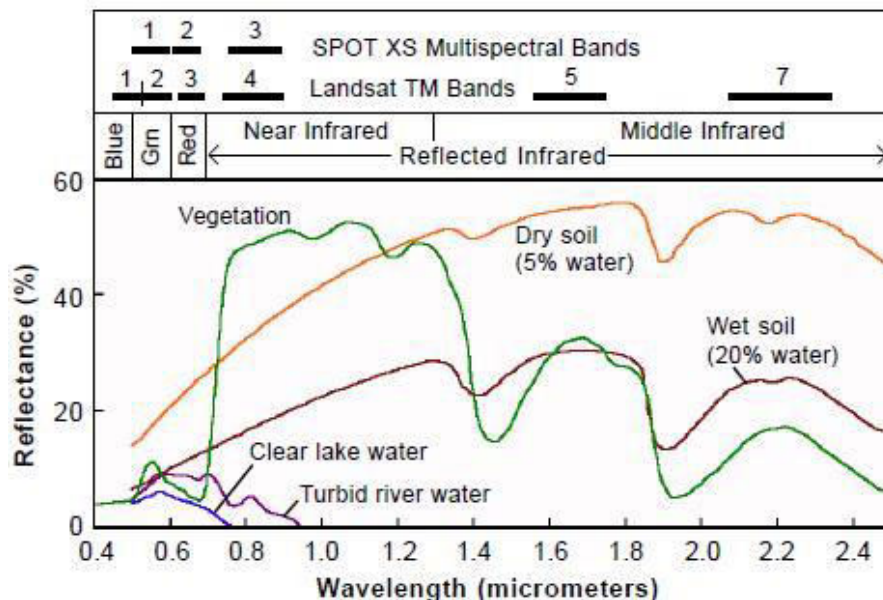 1 2 3
SPOT XS Multispectral Bands
1 2 3 4
Landsat TM Bands
5 7
Blue
Grn
Red
Near Infrared
Middle Infrared
Reflected Infrared
60
40
20
0
Reflectance (%)
Vegetation
Dry soil
(5% water)
Wet soil
(20% water)
Clear lake water
Turbid river water
0.4 0.6 0.8 1.0 1.2 1.4 1.6 1.8 2.0 2.2 2.4
Wavelength (micrometers)